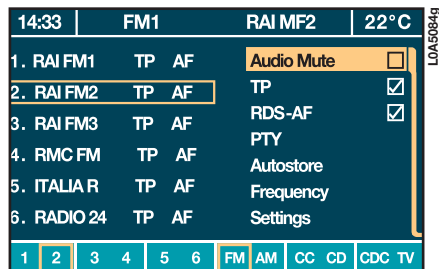 14:33 FM1 RAI MF2 22°C
1. RAI FM1 TP AF
2. RAI FM2 TP AF
3. RAI FM3 TP AF
4. RMC FM TP AF
5. ITALIA R TP AF
6. RADIO 24 TP AF
Audio Mute
TP
RDS-AF
PTY
Autostore
Frequency
Settings
1 2 3 4 5 6 FM AM CC CD CDC TV
L0A5084g